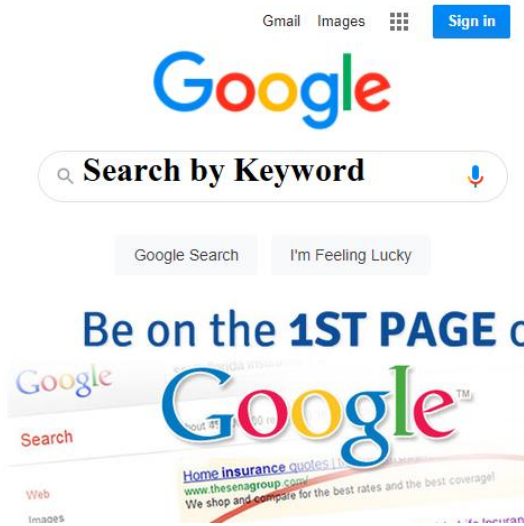 Gmail Images Sign in
Google
Search by Keyword
Google Search I'm Feeling Lucky
Be on the 1ST PAGE
Google
Google™
Search
Home insurance quotes
www.thesenagroup.com/
We shop and compare for the best rates and the best coverage!
Web
Images